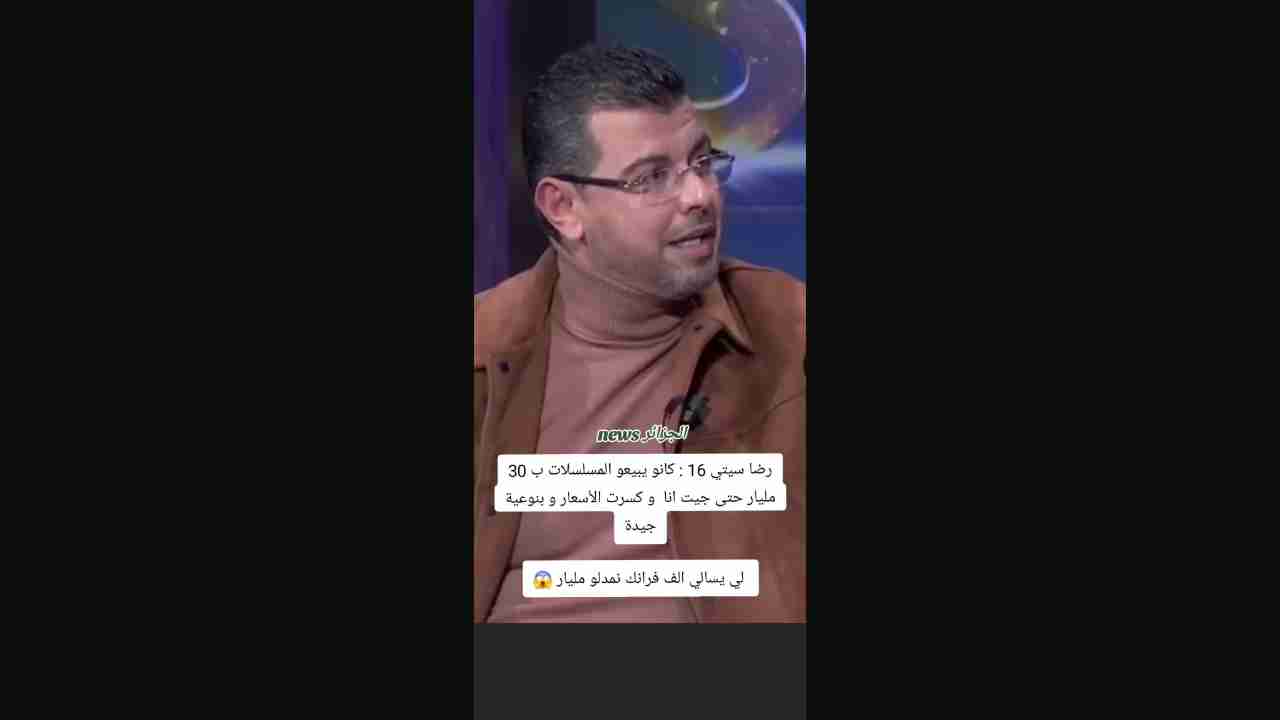 الجزائر news
رضا سيتي 16 : كانو يبيعو المسلسلات ب 30
مليار حتى جيت انا و كسرت الأسعار و بنوعية
جيدة
لي يسالي الف فرانك نمدلو مليار 😱